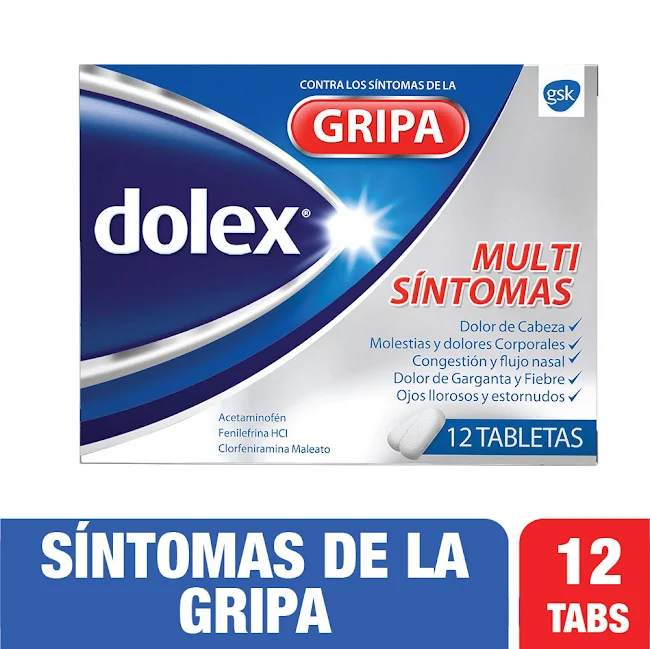 CONTRA LOS SÍNTOMAS DE LA
GRIPA
gsk
dolex®
MULTI
SÍNTOMAS
Dolor de Cabeza ✓
Molestias y dolores Corporales ✓
Congestión y flujo nasal ✓
Dolor de Garganta y Fiebre ✓
Ojos llorosos y estornudos ✓
Acetaminofén
Fenilefrina HCl
Clorfeniramina Maleato
12 TABLETAS
SÍNTOMAS DE LA
GRIPA
12
TABS